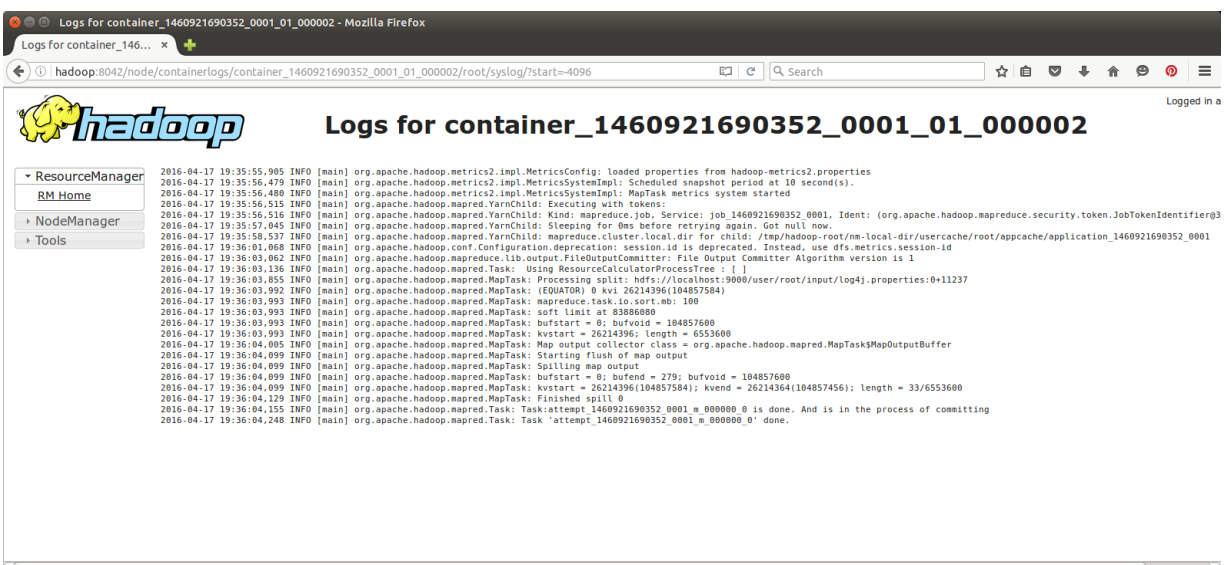 Logs for container_1460921690352_0001_01_000002 - Mozilla Firefox
Logs for container_146... ×
hadoop:8042/node/containerlogs/container_1460921690352_0001_01_000002/root/syslog/?start=-4096
Search
Logged in a
hadoop
Logs for container_1460921690352_0001_01_000002
ResourceManager
RM Home
NodeManager
Tools
2016-04-17 19:35:55,905 INFO [main] org.apache.hadoop.metrics2.impl.MetricsConfig: loaded properties from hadoop-metrics2.properties
2016-04-17 19:35:56,479 INFO [main] org.apache.hadoop.metrics2.impl.MetricsSystemImpl: Scheduled snapshot period at 10 second(s).
2016-04-17 19:35:56,480 INFO [main] org.apache.hadoop.metrics2.impl.MetricsSystemImpl: MapTask metrics system started
2016-04-17 19:35:56,515 INFO [main] org.apache.hadoop.mapred.YarnChild: Executing with tokens:
2016-04-17 19:35:56,516 INFO [main] org.apache.hadoop.mapred.YarnChild: Kind: mapreduce.job, Service: job_1460921690352_0001, Ident: (org.apache.hadoop.mapreduce.security.token.JobTokenIdentifier@3
2016-04-17 19:35:57,045 INFO [main] org.apache.hadoop.mapred.YarnChild: Sleeping for 0ms before retrying again. Got null now.
2016-04-17 19:35:58,537 INFO [main] org.apache.hadoop.mapred.YarnChild: mapreduce.cluster.local.dir for child: /tmp/hadoop-root/nm-local-dir/usercache/root/appcache/application_1460921690352_0001
2016-04-17 19:36:01,068 INFO [main] org.apache.hadoop.conf.Configuration.deprecation: session.id is deprecated. Instead, use dfs.metrics.session-id
2016-04-17 19:36:03,062 INFO [main] org.apache.hadoop.mapreduce.lib.output.FileOutputCommitter: File Output Committer Algorithm version is 1
2016-04-17 19:36:03,136 INFO [main] org.apache.hadoop.mapred.Task: Using ResourceCalculatorProcessTree : [ ]
2016-04-17 19:36:03,855 INFO [main] org.apache.hadoop.mapred.MapTask: Processing split: hdfs://localhost:9000/user/root/input/log4j.properties:0+11237
2016-04-17 19:36:03,992 INFO [main] org.apache.hadoop.mapred.MapTask: (EQUATOR) 0 kvi 26214396(104857584)
2016-04-17 19:36:03,993 INFO [main] org.apache.hadoop.mapred.MapTask: mapreduce.task.io.sort.mb: 100
2016-04-17 19:36:03,993 INFO [main] org.apache.hadoop.mapred.MapTask: soft limit at 83886080
2016-04-17 19:36:03,993 INFO [main] org.apache.hadoop.mapred.MapTask: bufstart = 0; bufvoid = 104857600
2016-04-17 19:36:03,993 INFO [main] org.apache.hadoop.mapred.MapTask: kvstart = 26214396; length = 6553600
2016-04-17 19:36:04,005 INFO [main] org.apache.hadoop.mapred.MapTask: Map output collector class = org.apache.hadoop.mapred.MapTask$MapOutputBuffer
2016-04-17 19:36:04,099 INFO [main] org.apache.hadoop.mapred.MapTask: Starting flush of map output
2016-04-17 19:36:04,099 INFO [main] org.apache.hadoop.mapred.MapTask: Spilling map output
2016-04-17 19:36:04,099 INFO [main] org.apache.hadoop.mapred.MapTask: bufstart = 0; bufend = 279; bufvoid = 104857600
2016-04-17 19:36:04,099 INFO [main] org.apache.hadoop.mapred.MapTask: kvstart = 26214396(104857584); kvend = 26214364(104857456); length = 33/6553600
2016-04-17 19:36:04,129 INFO [main] org.apache.hadoop.mapred.MapTask: Finished spill 0
2016-04-17 19:36:04,155 INFO [main] org.apache.hadoop.mapred.Task: Task:attempt_1460921690352_0001_m_000000_0 is done. And is in the process of committing
2016-04-17 19:36:04,248 INFO [main] org.apache.hadoop.mapred.Task: Task 'attempt_1460921690352_0001_m_000000_0' done.